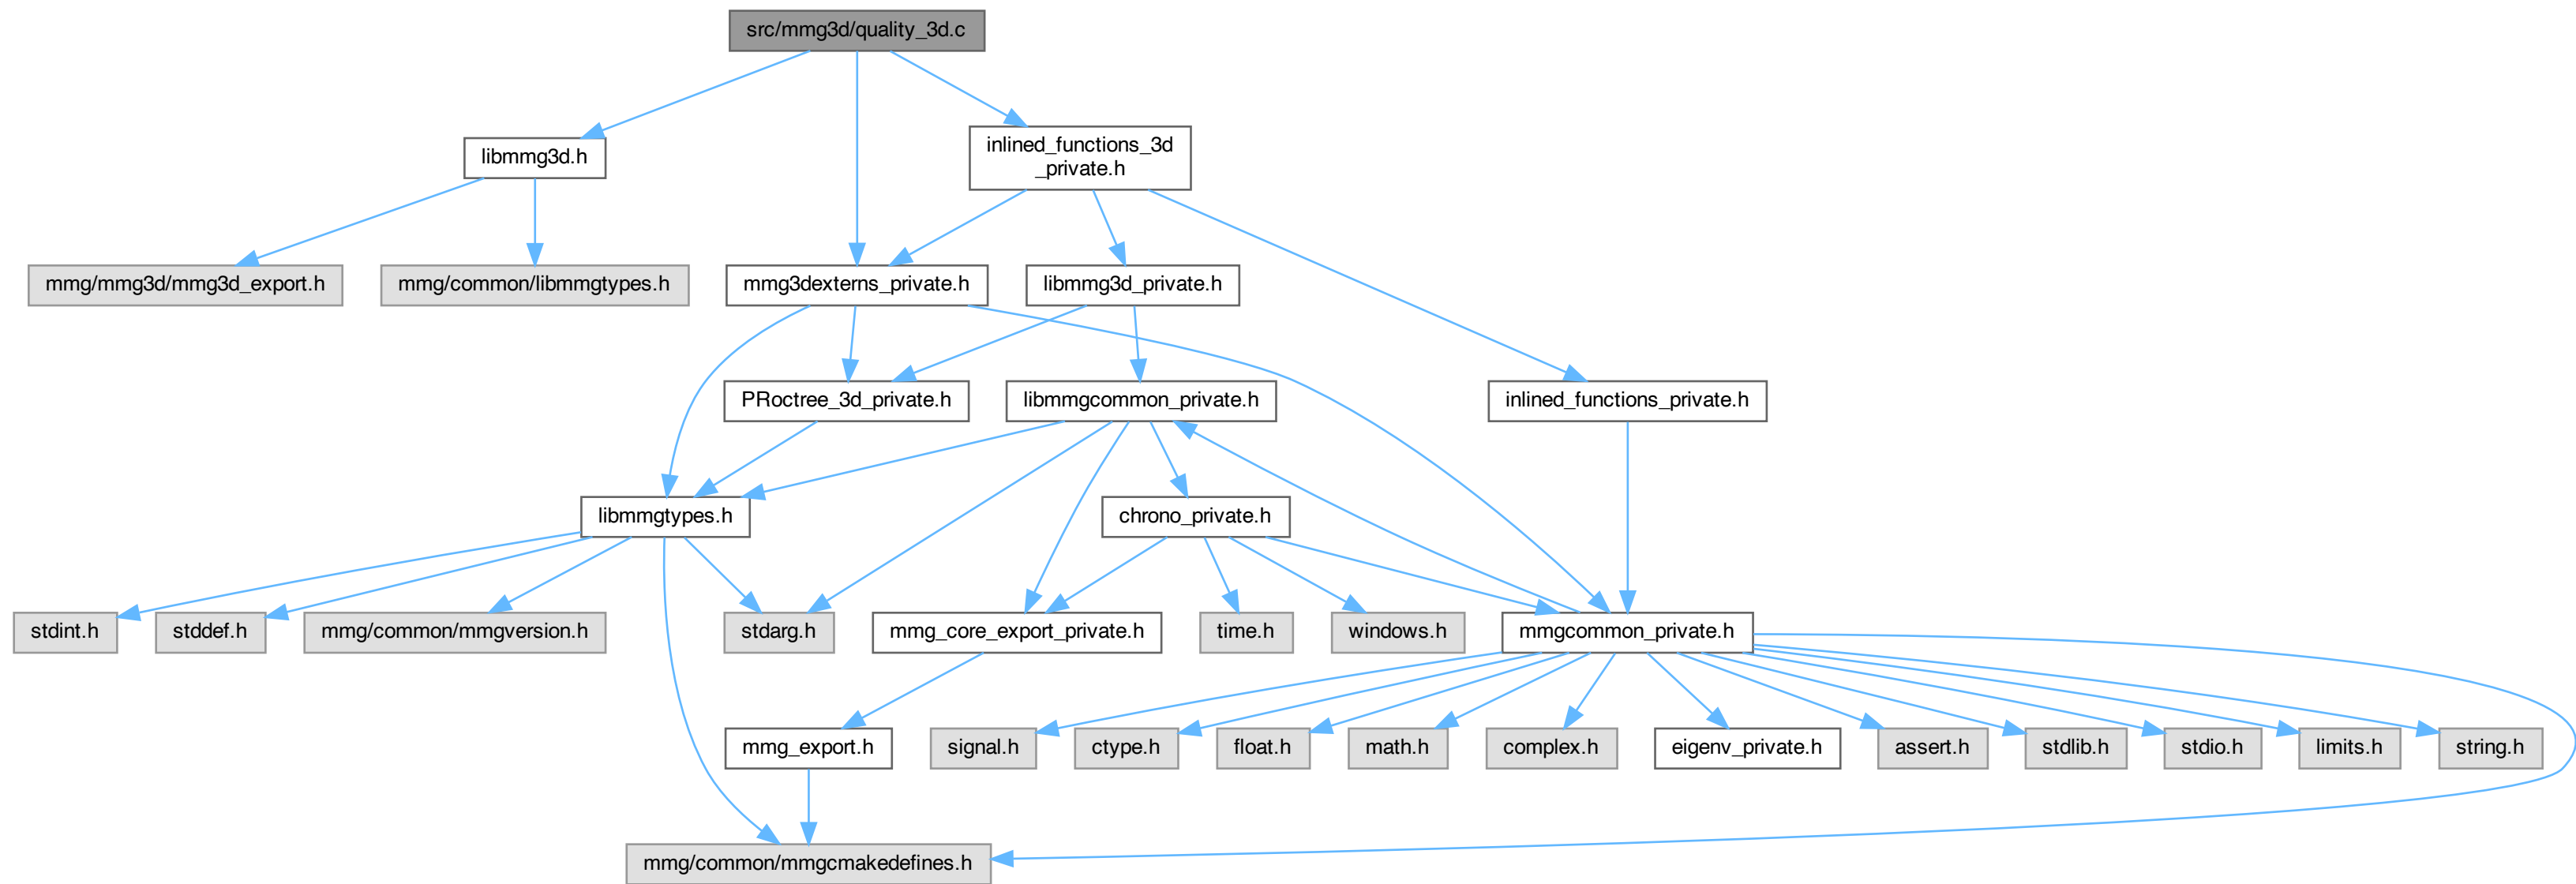 src/mmg3d/quality_3d.c
libmmg3d.h
inlined_functions_3d
_private.h
mmg/mmg3d/mmg3d_export.h
mmg/common/libmmgtypes.h
mmg3dexterns_private.h
libmmg3d_private.h
PRoctree_3d_private.h
libmmgcommon_private.h
inlined_functions_private.h
libmmgtypes.h
chrono_private.h
stdint.h
stddef.h
mmg/common/mmgversion.h
stdarg.h
mmg_core_export_private.h
time.h
windows.h
mmgcommon_private.h
mmg_export.h
signal.h
ctype.h
float.h
math.h
complex.h
eigenv_private.h
assert.h
stdlib.h
stdio.h
limits.h
string.h
mmg/common/mmgcmakedefines.h